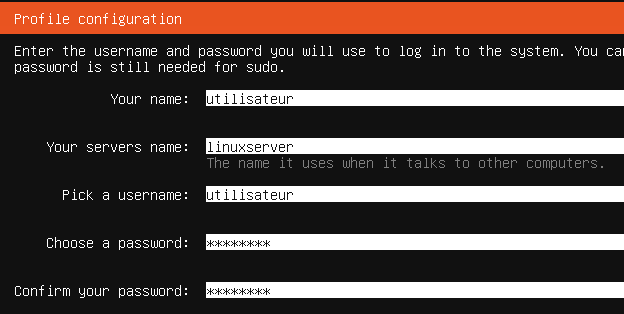 Profile configuration
Enter the username and password you will use to log in to the system. You can
password is still needed for sudo.
Your name: utilisateur
Your servers name: linuxserver
The name it uses when it talks to other computers.
Pick a username: utilisateur
Choose a password: ********
Confirm your password: ********